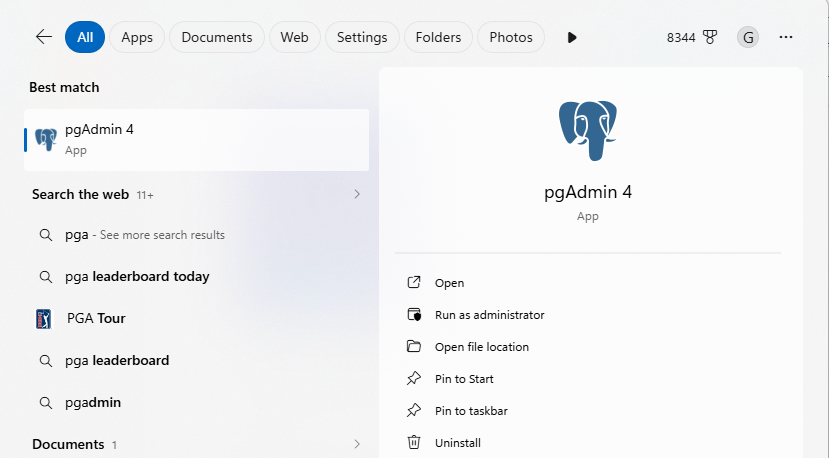 All Apps Documents Web Settings Folders Photos 8344 G
Best match
pgAdmin 4
App
Search the web 11+
pga - See more search results
pga leaderboard today
PGA Tour
pga leaderboard
pgadmin
Documents 1
pgAdmin 4
App
Open
Run as administrator
Open file location
Pin to Start
Pin to taskbar
Uninstall